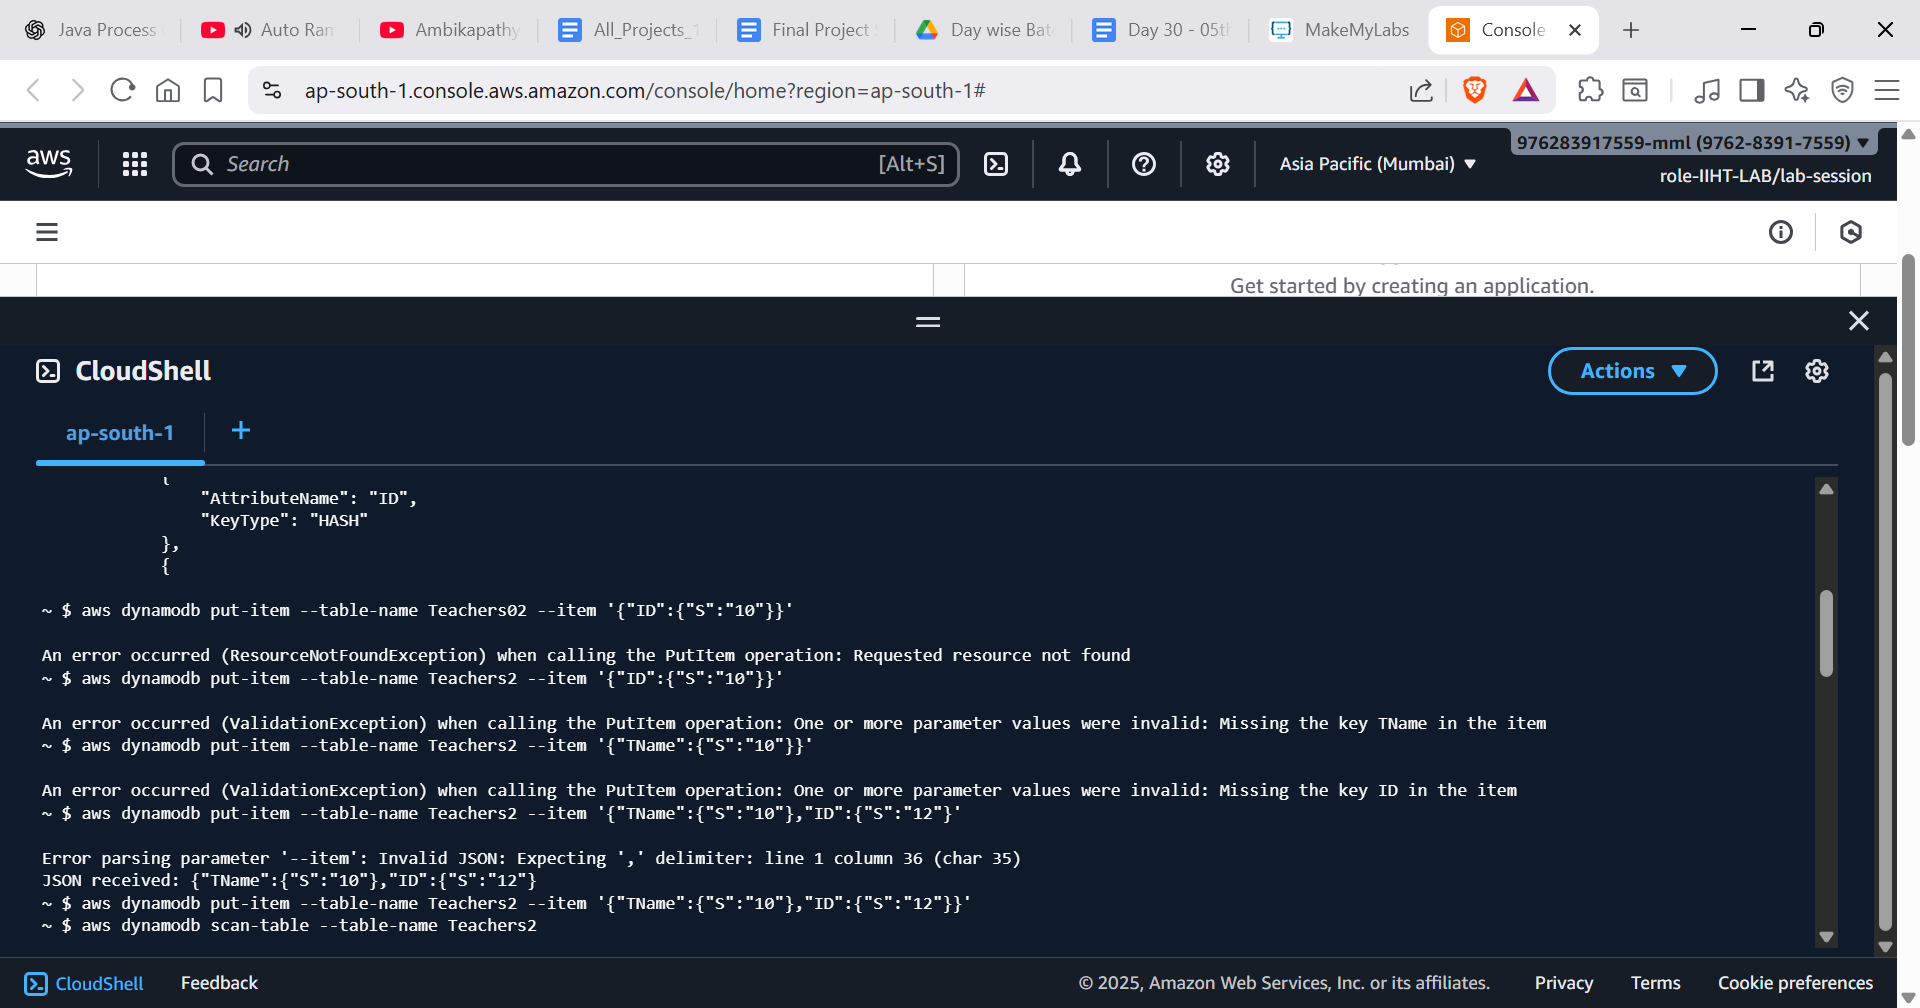 Java Process
Auto Ran
Ambikapathy
All_Projects_1
Final Project
Day wise Bat
Day 30 - 05t
MakeMyLabs
Console
ap-south-1.console.aws.amazon.com/console/home?region=ap-south-1#
aws
Search
[Alt+S]
Asia Pacific (Mumbai)
976283917559-mml (9762-8391-7559)
role-IIHT-LAB/lab-session
Get started by creating an application.
CloudShell
Actions
ap-south-1
{
"AttributeName": "ID",
"KeyType": "HASH"
},
{
~ $ aws dynamodb put-item --table-name Teachers02 --item '{"ID":{"S":"10"}}'
An error occurred (ResourceNotFoundException) when calling the PutItem operation: Requested resource not found
~ $ aws dynamodb put-item --table-name Teachers2 --item '{"ID":{"S":"10"}}'
An error occurred (ValidationException) when calling the PutItem operation: One or more parameter values were invalid: Missing the key TName in the item
~ $ aws dynamodb put-item --table-name Teachers2 --item '{"TName":{"S":"10"}}'
An error occurred (ValidationException) when calling the PutItem operation: One or more parameter values were invalid: Missing the key ID in the item
~ $ aws dynamodb put-item --table-name Teachers2 --item '{"TName":{"S":"10"},"ID":{"S":"12"}'
Error parsing parameter '--item': Invalid JSON: Expecting ',' delimiter: line 1 column 36 (char 35)
JSON received: {"TName":{"S":"10"},"ID":{"S":"12"}
~ $ aws dynamodb put-item --table-name Teachers2 --item '{"TName":{"S":"10"},"ID":{"S":"12"}}'
~ $ aws dynamodb scan-table --table-name Teachers2
CloudShell
Feedback
© 2025, Amazon Web Services, Inc. or its affiliates.
Privacy
Terms
Cookie preferences